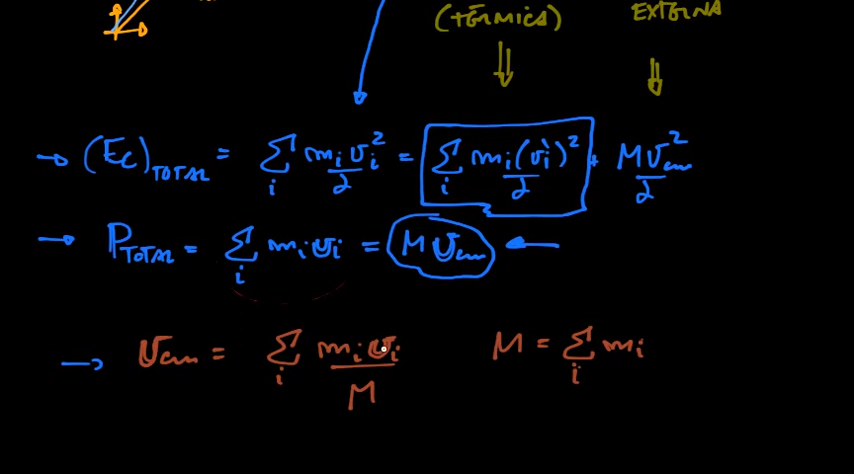 (TERMICA) EXTERNA
→ (Ec)TOTAL = Σi mivi²/2 = Σi mi(vi')²/2 + Mvcm²/2
→ PTOTAL = Σi mivi = Mvcm ←
→ vcm = Σi mivi/M M = Σi mi